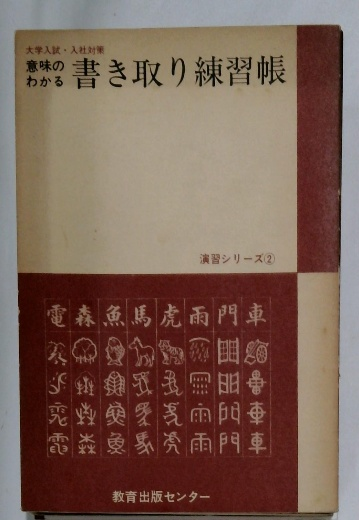 大学入試・入社対策
意味の
わかる
書き取り練習帳
演習シリーズ②
電森魚馬虎雨門車
教育出版センター